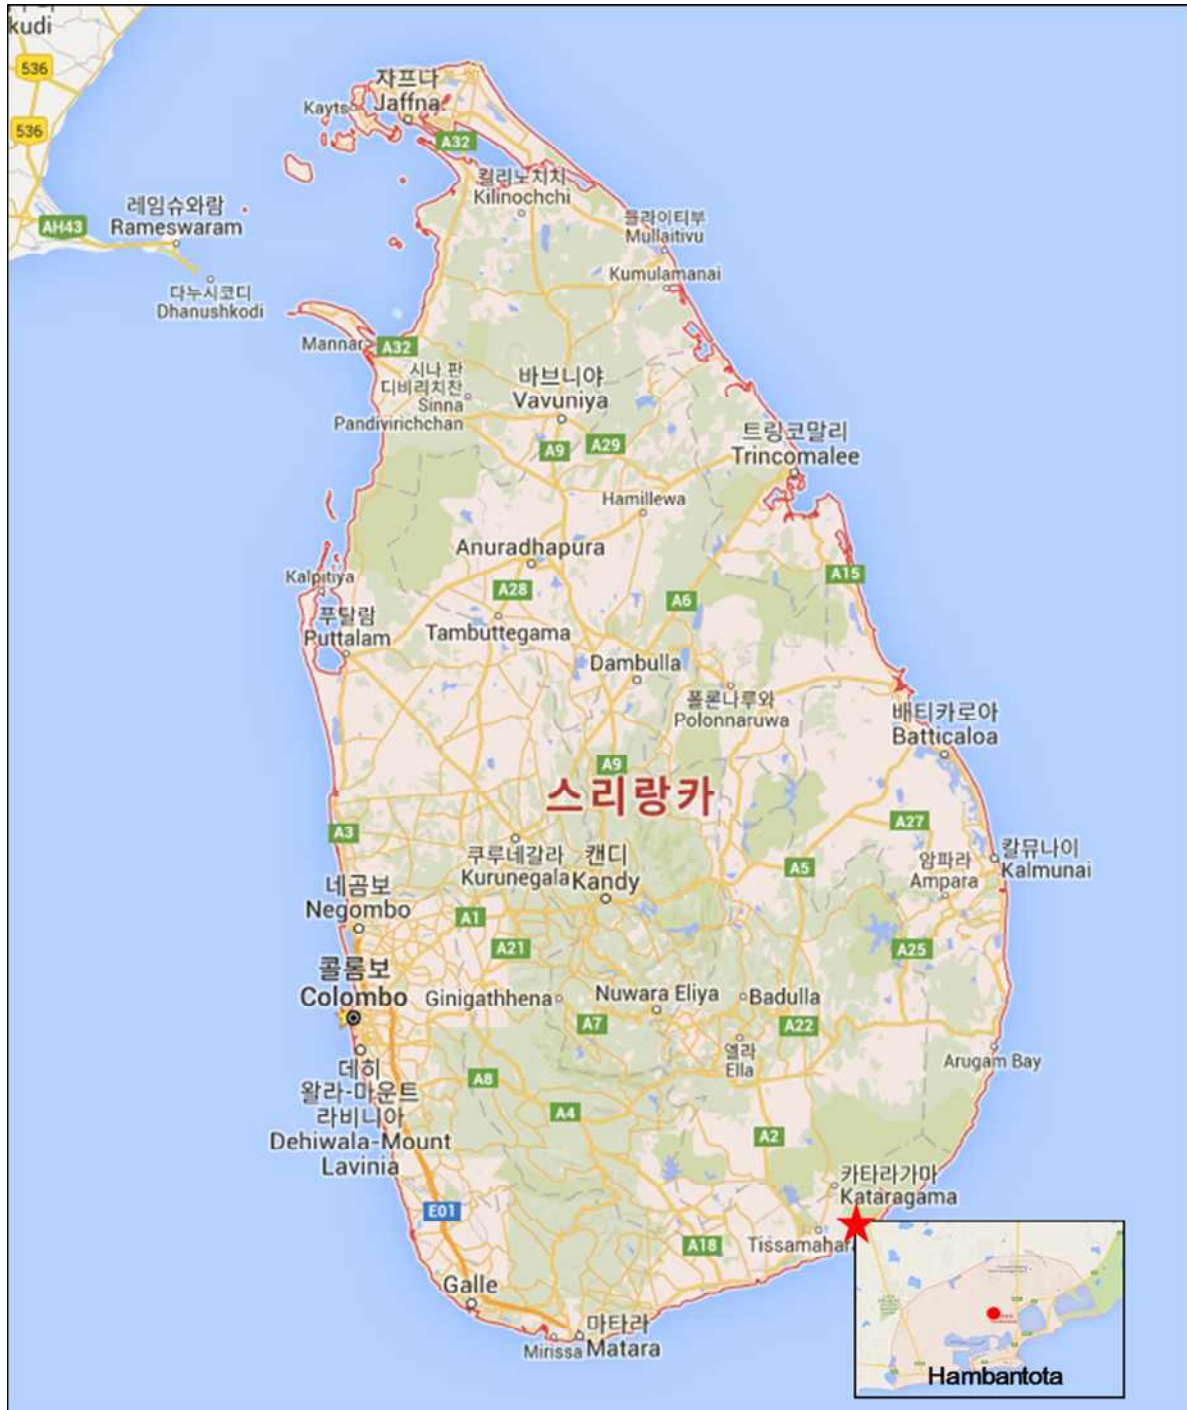 kudi
536
자프나
Kayts
Jaffna
536
A32
킬리노치치
Kilinochchi
레임슈와람
Rameswaram
AH43
물라이티부
Mullaitivu
Kumulamanai
다누시코디
Dhanushkodi
Mannar
A32
시나 판
디비리치찬
Sinna
Pandivirichchan
바브니야
Vavuniya
A9
A29
트링코말리
Trincomalee
Hamillewa
Anuradhapura
Kalpitiya
A28
A15
A6
푸탈람
Puttalam
Tambuttegama
Dambulla
폴론나루와
Polonnaruwa
배티카로아
Batticaloa
A9
스리랑카
A3
A27
쿠루네갈라
Kurunegala
캔디
Kandy
A5
암파라
Ampara
칼뮤나이
Kalmunai
네곰보
Negombo
A1
A21
A25
콜롬보
Colombo
Ginigathhena
Nuwara Eliya
Badulla
A7
A22
엘라
Ella
Arugam Bay
데히
왈라-마운트
라비니아
Dehiwala-Mount
Lavinia
A8
A4
A2
카타라가마
Kataragama
E01
A18
Tissamahara
Galle
마타라
Mirissa
Matara
Hambantota